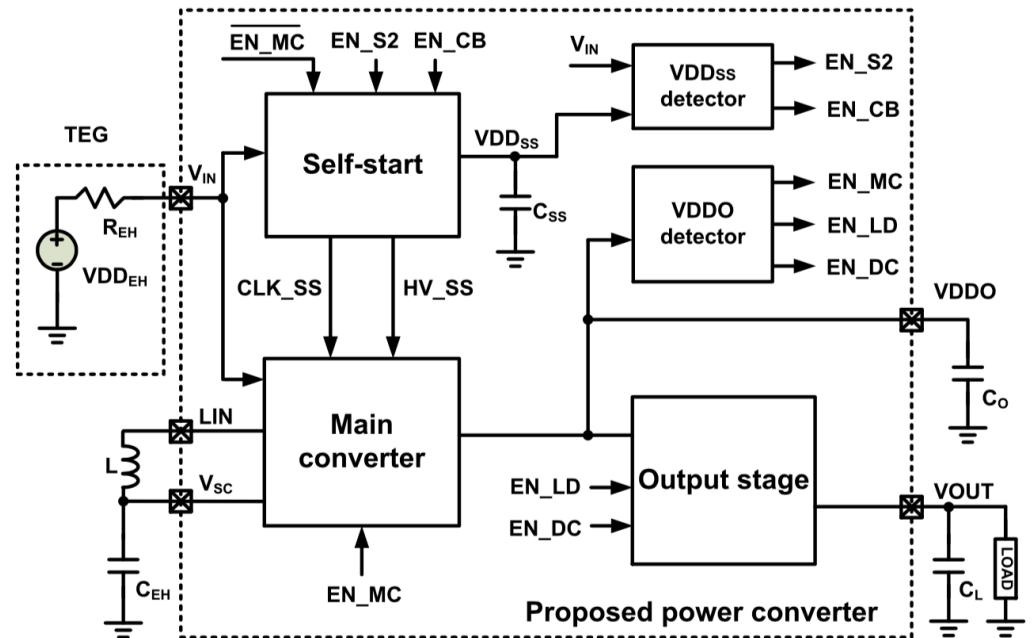 EN_MC
EN_S2
EN_CB
VIN
VDDSS
detector
EN_S2
EN_CB
TEG
VIN
Self-start
VDDSS
CSS
VDDO
detector
EN_MC
EN_LD
EN_DC
REH
VDDEH
CLK_SS
HV_SS
VDDO
CO
LIN
L
VSC
CEH
Main
converter
EN_MC
EN_LD
EN_DC
Output stage
VOUT
CL
LOAD
Proposed power converter